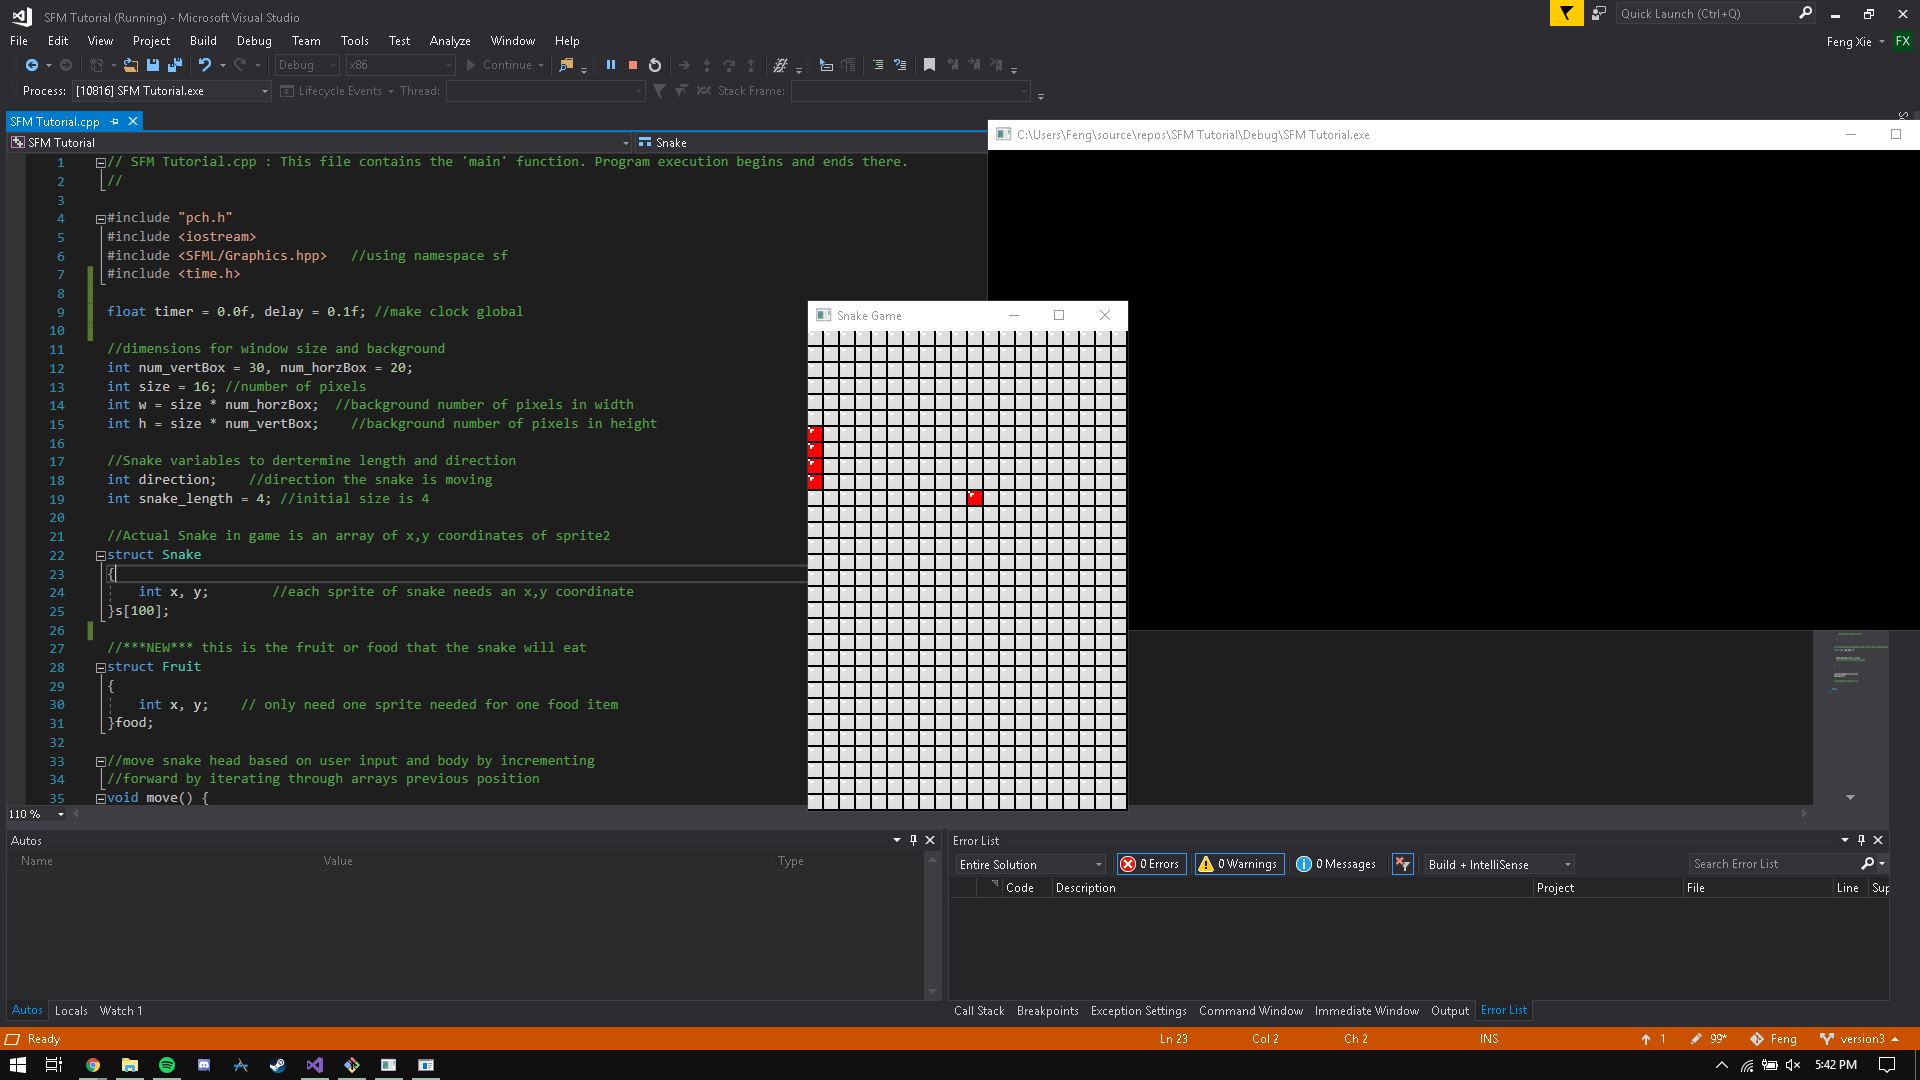 SFM Tutorial (Running) - Microsoft Visual Studio
Quick Launch (Ctrl+Q)
File Edit View Project Build Debug Team Tools Test Analyze Window Help
Feng Xie FX
Debug x86 Continue
Process: [10816] SFM Tutorial.exe Lifecycle Events Thread: Stack Frame:
SFM Tutorial.cpp
SFM Tutorial Snake
C:\Users\Feng\source\repos\SFM Tutorial\Debug\SFM Tutorial.exe
1 // SFM Tutorial.cpp : This file contains the 'main' function. Program execution begins and ends there.
2 //
3
4 #include "pch.h"
5 #include <iostream>
6 #include <SFML/Graphics.hpp> //using namespace sf
7 #include <time.h>
8
9 float timer = 0.0f, delay = 0.1f; //make clock global
10
Snake Game
11 //dimensions for window size and background
12 int num_vertBox = 30, num_horzBox = 20;
13 int size = 16; //number of pixels
14 int w = size * num_horzBox; //background number of pixels in width
15 int h = size * num_vertBox; //background number of pixels in height
16
17 //Snake variables to dertermine length and direction
18 int direction; //direction the snake is moving
19 int snake_length = 4; //initial size is 4
20
21 //Actual Snake in game is an array of x,y coordinates of sprite2
22 struct Snake
23 {
24 int x, y; //each sprite of snake needs an x,y coordinate
25 }s[100];
26
27 //***NEW*** this is the fruit or food that the snake will eat
28 struct Fruit
29 {
30 int x, y; // only need one sprite needed for one food item
31 }food;
32
33 //move snake head based on user input and body by incrementing
34 //forward by iterating through arrays previous position
35 void move() {
110 %
Autos
Name Value Type
Error List
Entire Solution 0 Errors 0 Warnings 0 Messages Build + IntelliSense Search Error List
Code Description Project File Line Sup
Autos Locals Watch 1
Call Stack Breakpoints Exception Settings Command Window Immediate Window Output Error List
Ready Ln 23 Col 2 Ch 2 INS 1 99* Feng version3
5:42 PM